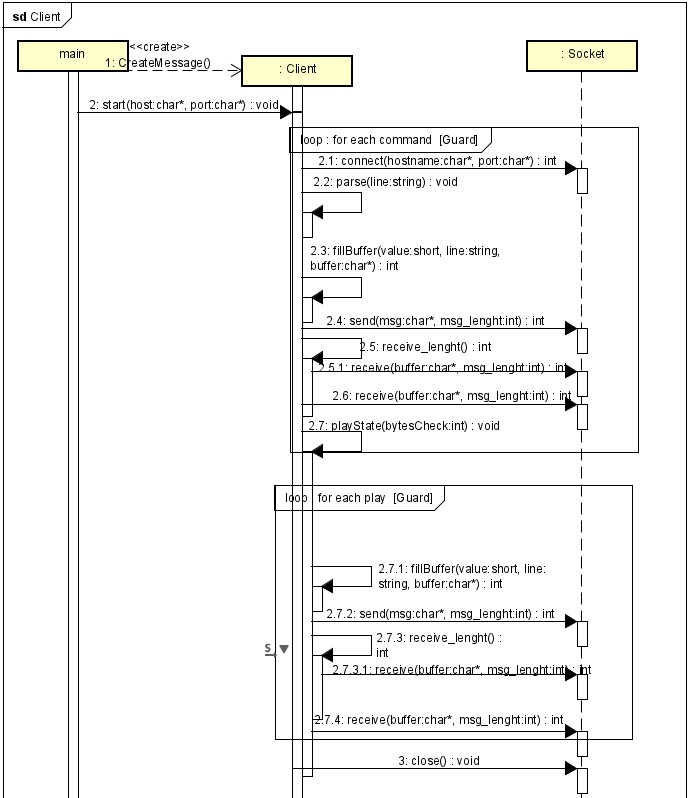 sd Client
main
<<create>>
1: CreateMessage()
: Client
: Socket
2: start(host:char*, port:char*) : void
loop : for each command [Guard]
2.1: connect(hostname:char*, port:char*) : int
2.2: parse(line:string) : void
2.3: fillBuffer(value:short, line:string,
buffer:char*) : int
2.4: send(msg:char*, msg_lenght:int) : int
2.5: receive_lenght() : int
2.5.1: receive(buffer:char*, msg_lenght:int) : int
2.6: receive(buffer:char*, msg_lenght:int) : int
2.7: playState(bytesCheck:int) : void
loop : for each play [Guard]
2.7.1: fillBuffer(value:short, line:
string, buffer:char*) : int
2.7.2: send(msg:char*, msg_lenght:int) : int
2.7.3: receive_lenght() :
int
S
2.7.3.1: receive(buffer:char*, msg_lenght:int) : int
2.7.4: receive(buffer:char*, msg_lenght:int) : int
3: close() : void